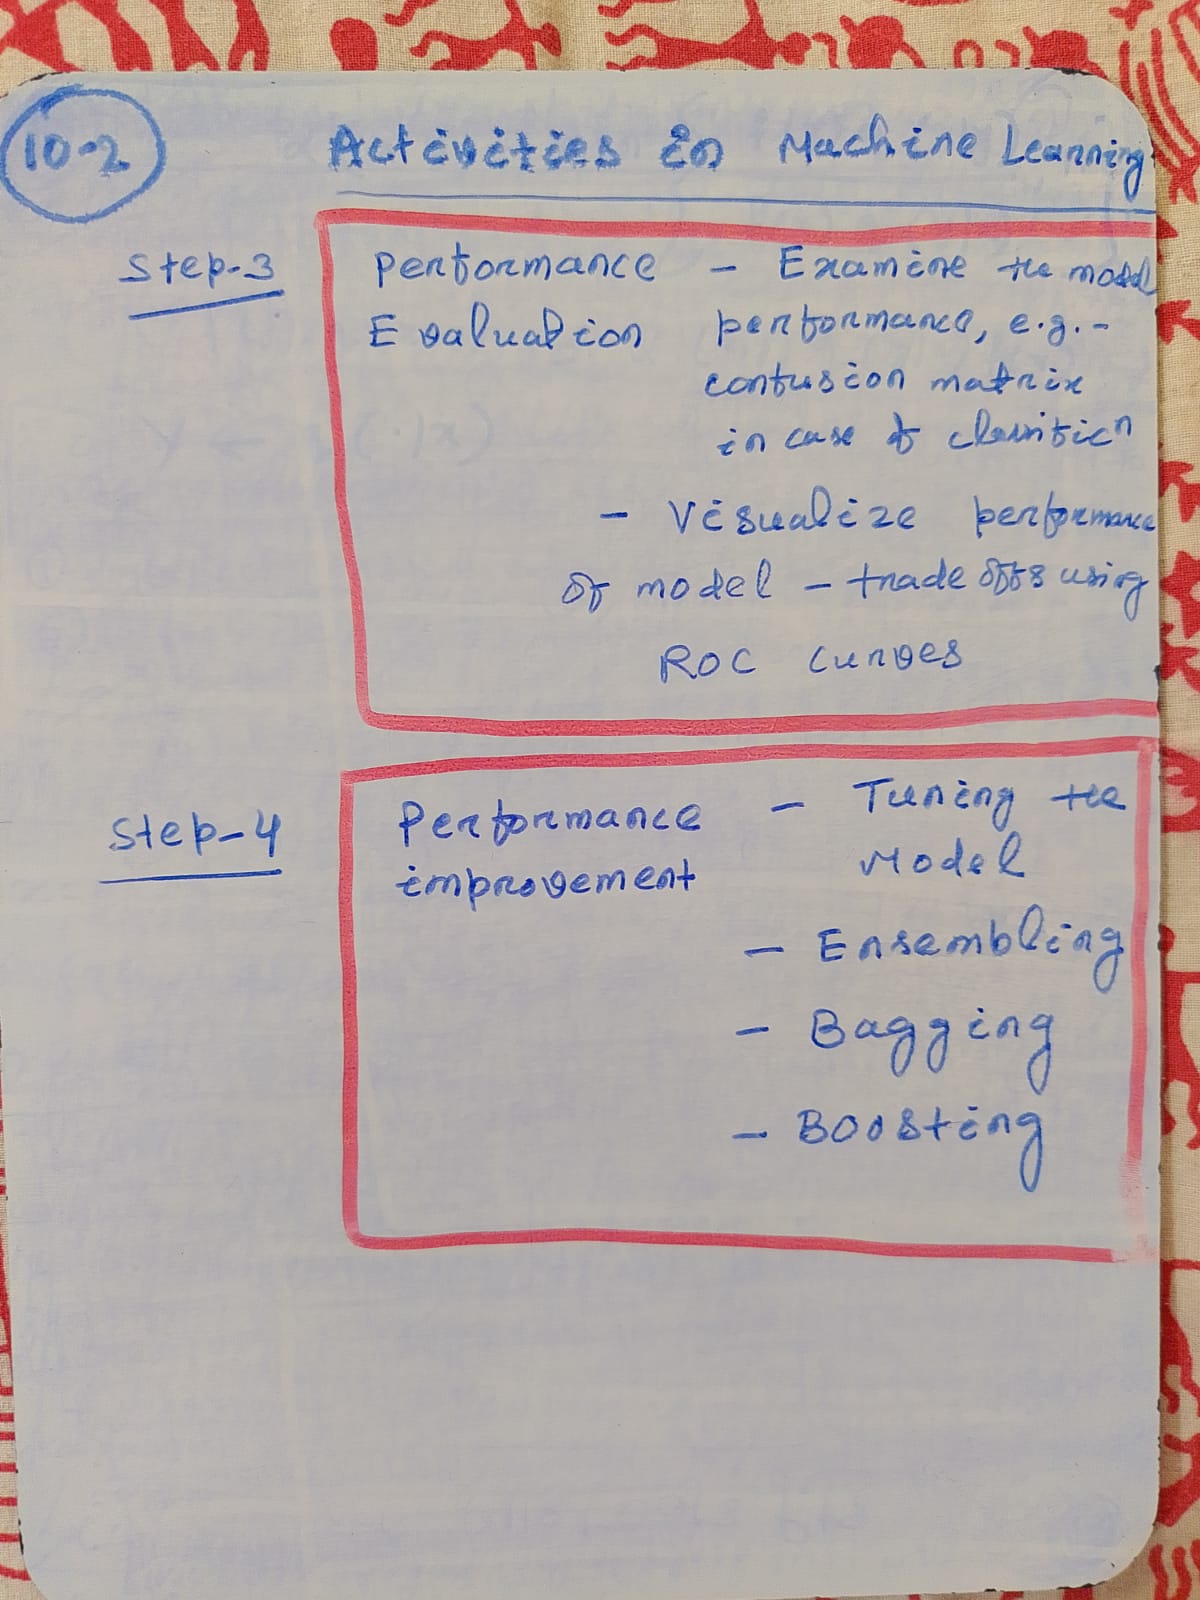 10-2
Activities in Machine Learning
Step-3
Performance - Examine the model
Evaluation performance, e.g.-
confusion matrix
in case of classificn
- Visualize performance
of model - trade offs using
ROC curves
Step-4
Performance - Tuning the
improvement Model
- Ensembling
- Bagging
- Boosting